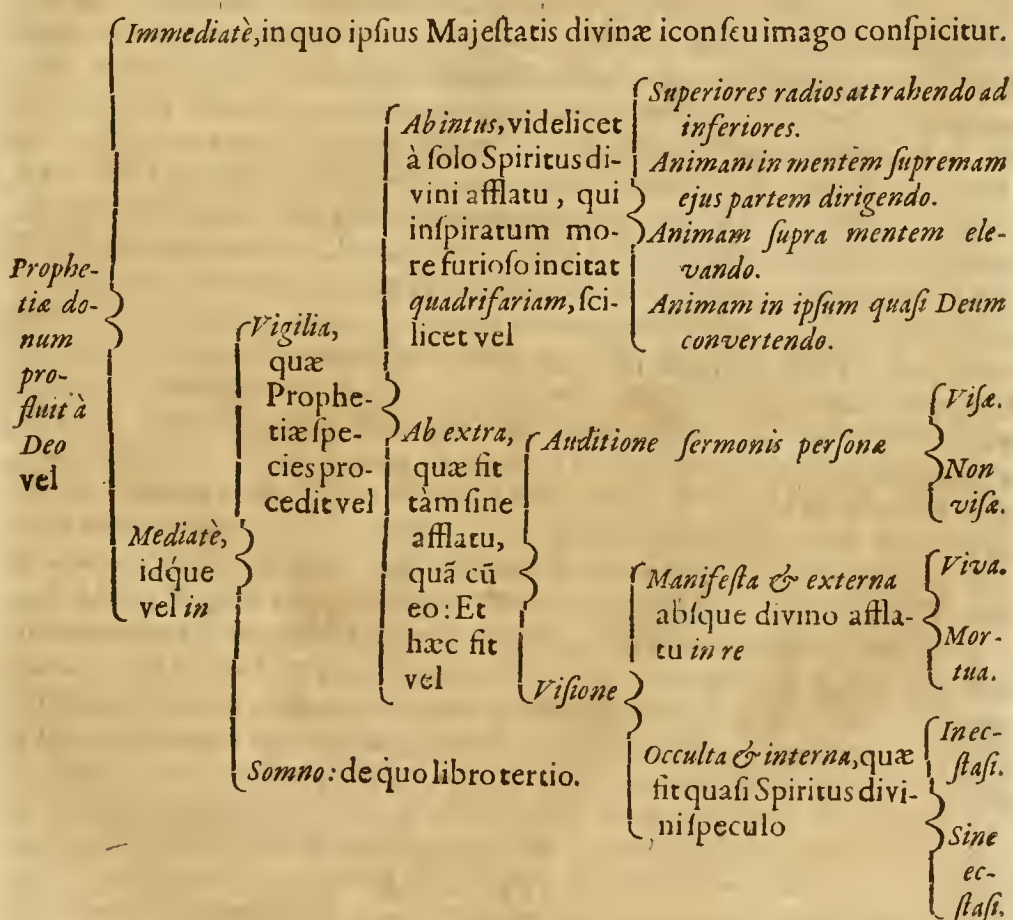 Immediatè, in quo ipſius Majeſtatis divinæ icon ſeu imago conſpicitur.
Prophe-
tiæ do-
num
pro-
fluit à
Deo
vel
Mediatè,
idq́ue
vel in
Vigilia,
quæ
Prophe-
tiæ ſpe-
cies pro-
cedit vel
Somno: de quo libro tertio.
Ab intus, videlicet
à ſolo Spiritus di-
vini afflatu, qui
inſpiratum mo-
re furioſo incitat
quadrifariam, ſci-
licet vel
Superiores radios attrahendo ad
inferiores.
Animam in mentem ſupremam
ejus partem dirigendo.
Animam ſupra mentem ele-
vando.
Animam in ipſum quaſi Deum
convertendo.
Ab extra,
quæ fit
tàm ſine
afflatu,
quã cũ
eo: Et
hæc fit
vel
Auditione ſermonis perſonæ
Viſæ.
Non
viſæ.
Viſione
Manifeſta & externa
abſque divino affla-
tu in re
Viva.
Mor-
tua.
Occulta & interna, quæ
fit quaſi Spiritus divi-
ni ſpeculo
In ec-
ſtaſi.
Sine
ec-
ſtaſi.